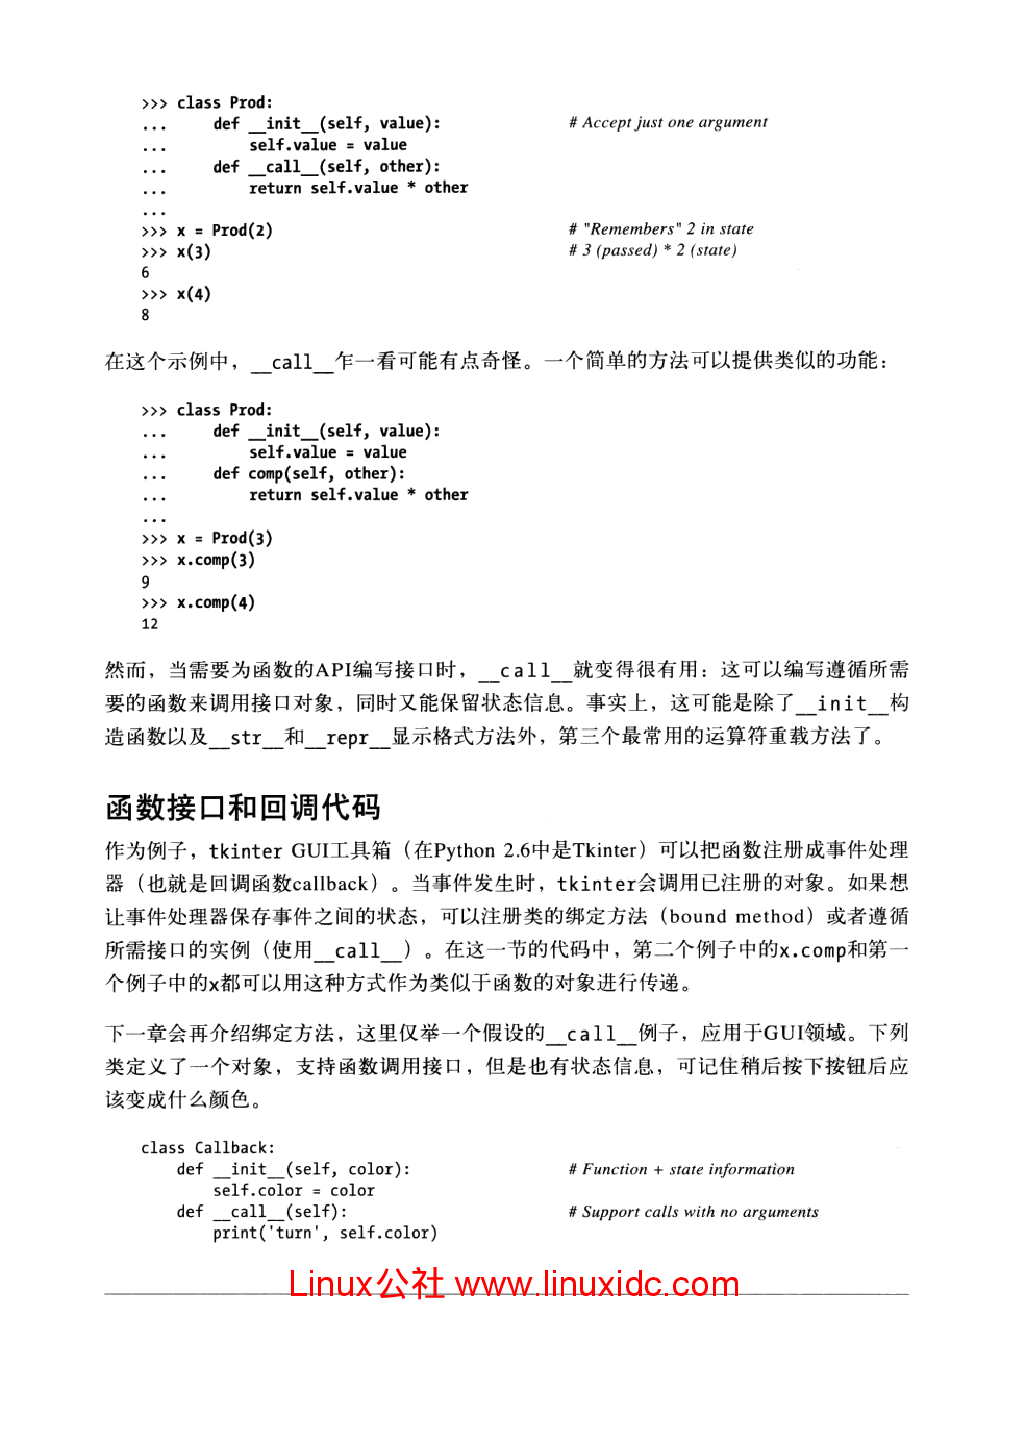 >>> class Prod:
...     def __init__(self, value):    # Accept just one argument
...         self.value = value
...     def __call__(self, other):
...         return self.value * other
...
>>> x = Prod(2)    # "Remembers" 2 in state
>>> x(3)    # 3 (passed) * 2 (state)
6
>>> x(4)
8
在这个示例中，__call__乍一看可能有点奇怪。一个简单的方法可以提供类似的功能：
>>> class Prod:
...     def __init__(self, value):
...         self.value = value
...     def comp(self, other):
...         return self.value * other
...
>>> x = Prod(3)
>>> x.comp(3)
9
>>> x.comp(4)
12
然而，当需要为函数的API编写接口时，__call__就变得很有用：这可以编写遵循所需
要的函数来调用接口对象，同时又能保留状态信息。事实上，这可能是除了__init__构
造函数以及__str__和__repr__显示格式方法外，第三个最常用的运算符重载方法了。
函数接口和回调代码
作为例子，tkinter GUI工具箱（在Python 2.6中是Tkinter）可以把函数注册成事件处理
器（也就是回调函数callback）。当事件发生时，tkinter会调用已注册的对象。如果想
让事件处理器保存事件之间的状态，可以注册类的绑定方法（bound method）或者遵循
所需接口的实例（使用__call__）。在这一节的代码中，第二个例子中的x.comp和第一
个例子中的x都可以用这种方式作为类似于函数的对象进行传递。
下一章会再介绍绑定方法，这里仅举一个假设的__call__例子，应用于GUI领域。下列
类定义了一个对象，支持函数调用接口，但是也有状态信息，可记住稍后按下按钮后应
该变成什么颜色。
class Callback:
    def __init__(self, color):    # Function + state information
        self.color = color
    def __call__(self):    # Support calls with no arguments
        print('turn', self.color)
Linux公社 www.linuxidc.com